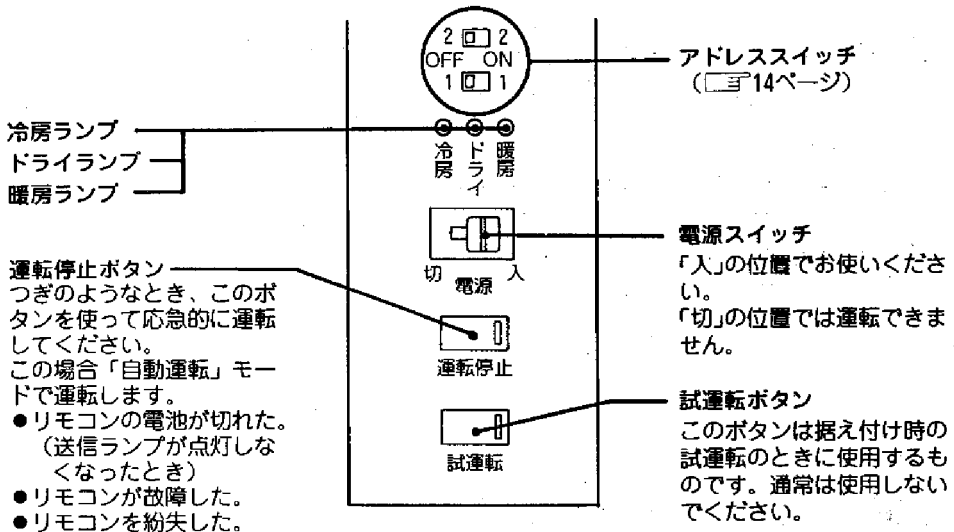 2 2
OFF ON
1 1
アドレススイッチ
(14ページ)
冷房ランプ
ドライランプ
暖房ランプ
冷房
ドライ
暖房
切 電源 入
電源スイッチ
「入」の位置でお使いくださ
い。
「切」の位置では運転できま
せん。
運転停止ボタン
つぎのようなとき、このボ
タンを使って応急的に運転
してください。
この場合「自動運転」モー
ドで運転します。
●リモコンの電池が切れた。
(送信ランプが点灯しな
くなったとき)
●リモコンが故障した。
●リモコンを紛失した。
運転停止
試運転
試運転ボタン
このボタンは据え付け時の
試運転のときに使用するも
のです。通常は使用しない
でください。